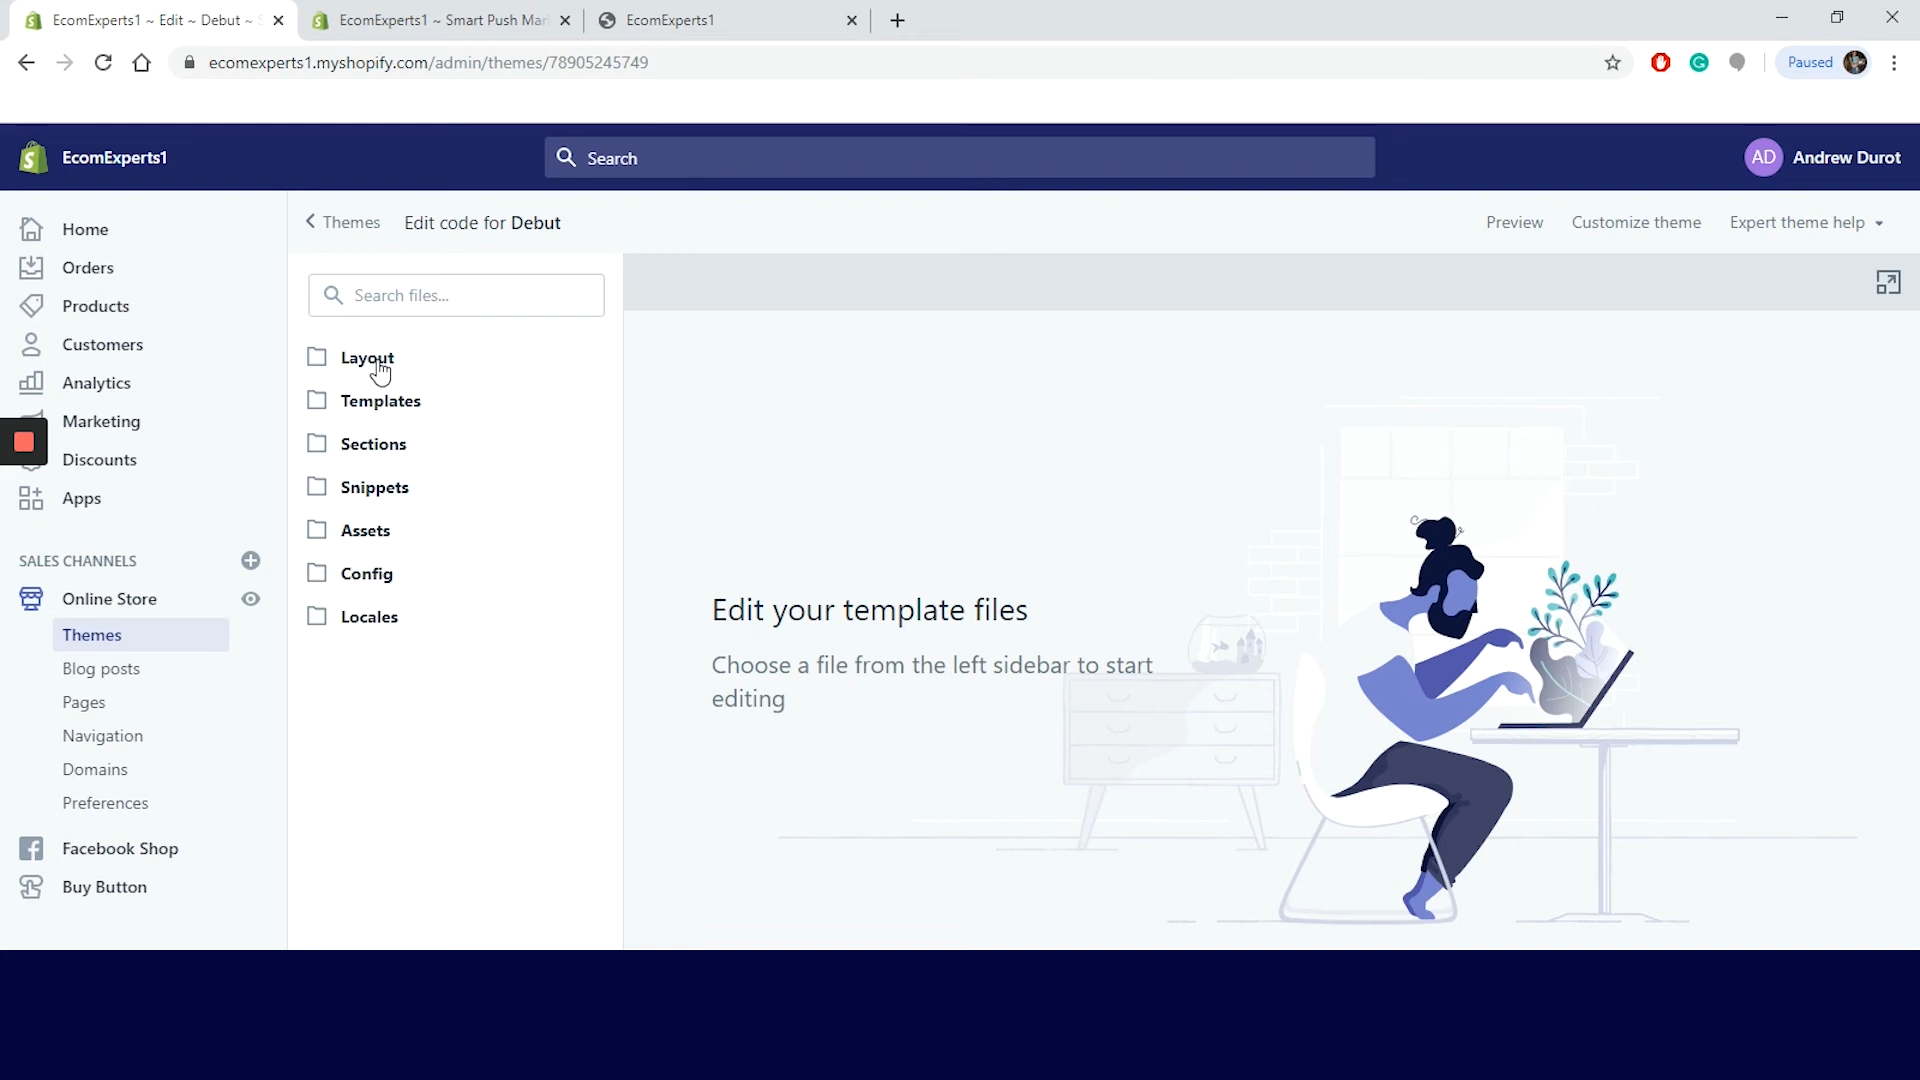 EcomExperts1 ~ Edit ~ Debut ~
EcomExperts1 ~ Smart Push Mar
EcomExperts1
ecomexperts1.myshopify.com/admin/themes/78905245749
Paused
EcomExperts1
Search
AD
Andrew Durot
Home
Orders
Products
Customers
Analytics
Marketing
Discounts
Apps
SALES CHANNELS
Online Store
Themes
Blog posts
Pages
Navigation
Domains
Preferences
Facebook Shop
Buy Button
Themes
Edit code for Debut
Preview
Customize theme
Expert theme help
Search files...
Layout
Templates
Sections
Snippets
Assets
Config
Locales
Edit your template files
Choose a file from the left sidebar to start
editing